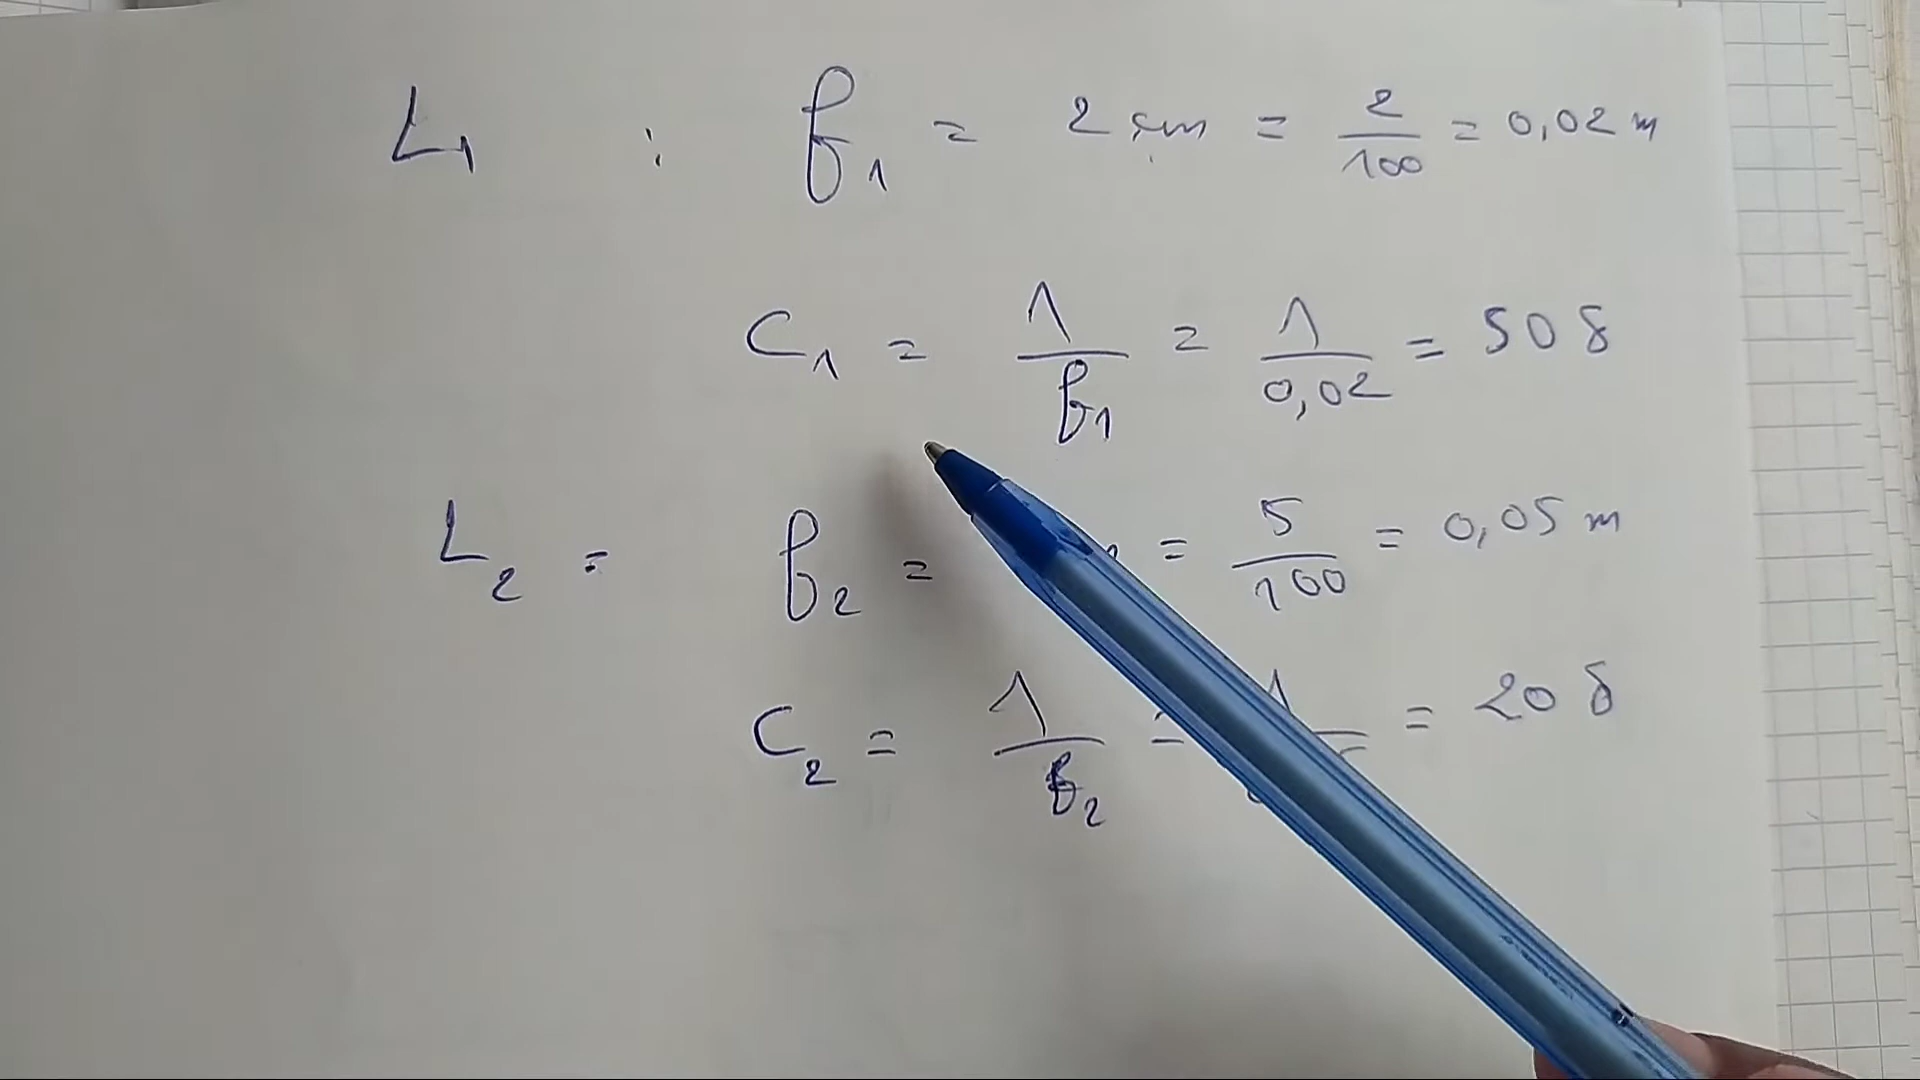 L₁ : f₁ = 2 cm = 2/100 = 0,02 m
C₁ = 1/f₁ = 1/0,02 = 50 δ
L₂ = f₂ = = 5/100 = 0,05 m
C₂ = 1/f₂ = 1/ = 20 δ